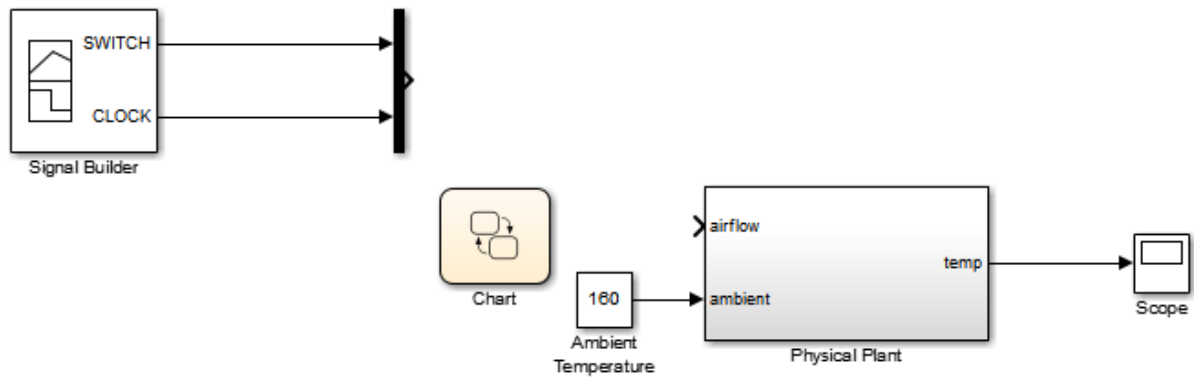 SWITCH
CLOCK
Signal Builder
Chart
160
Ambient
Temperature
airflow
ambient
temp
Physical Plant
Scope